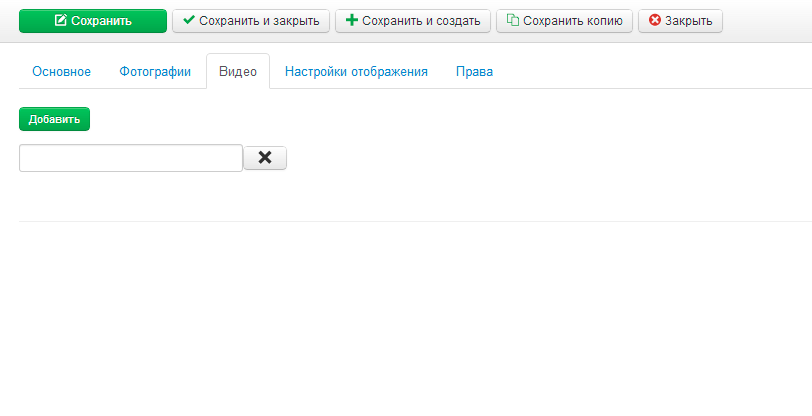 Сохранить Сохранить и закрыть Сохранить и создать Сохранить копию Закрыть
Основное Фотографии Видео Настройки отображения Права
Добавить